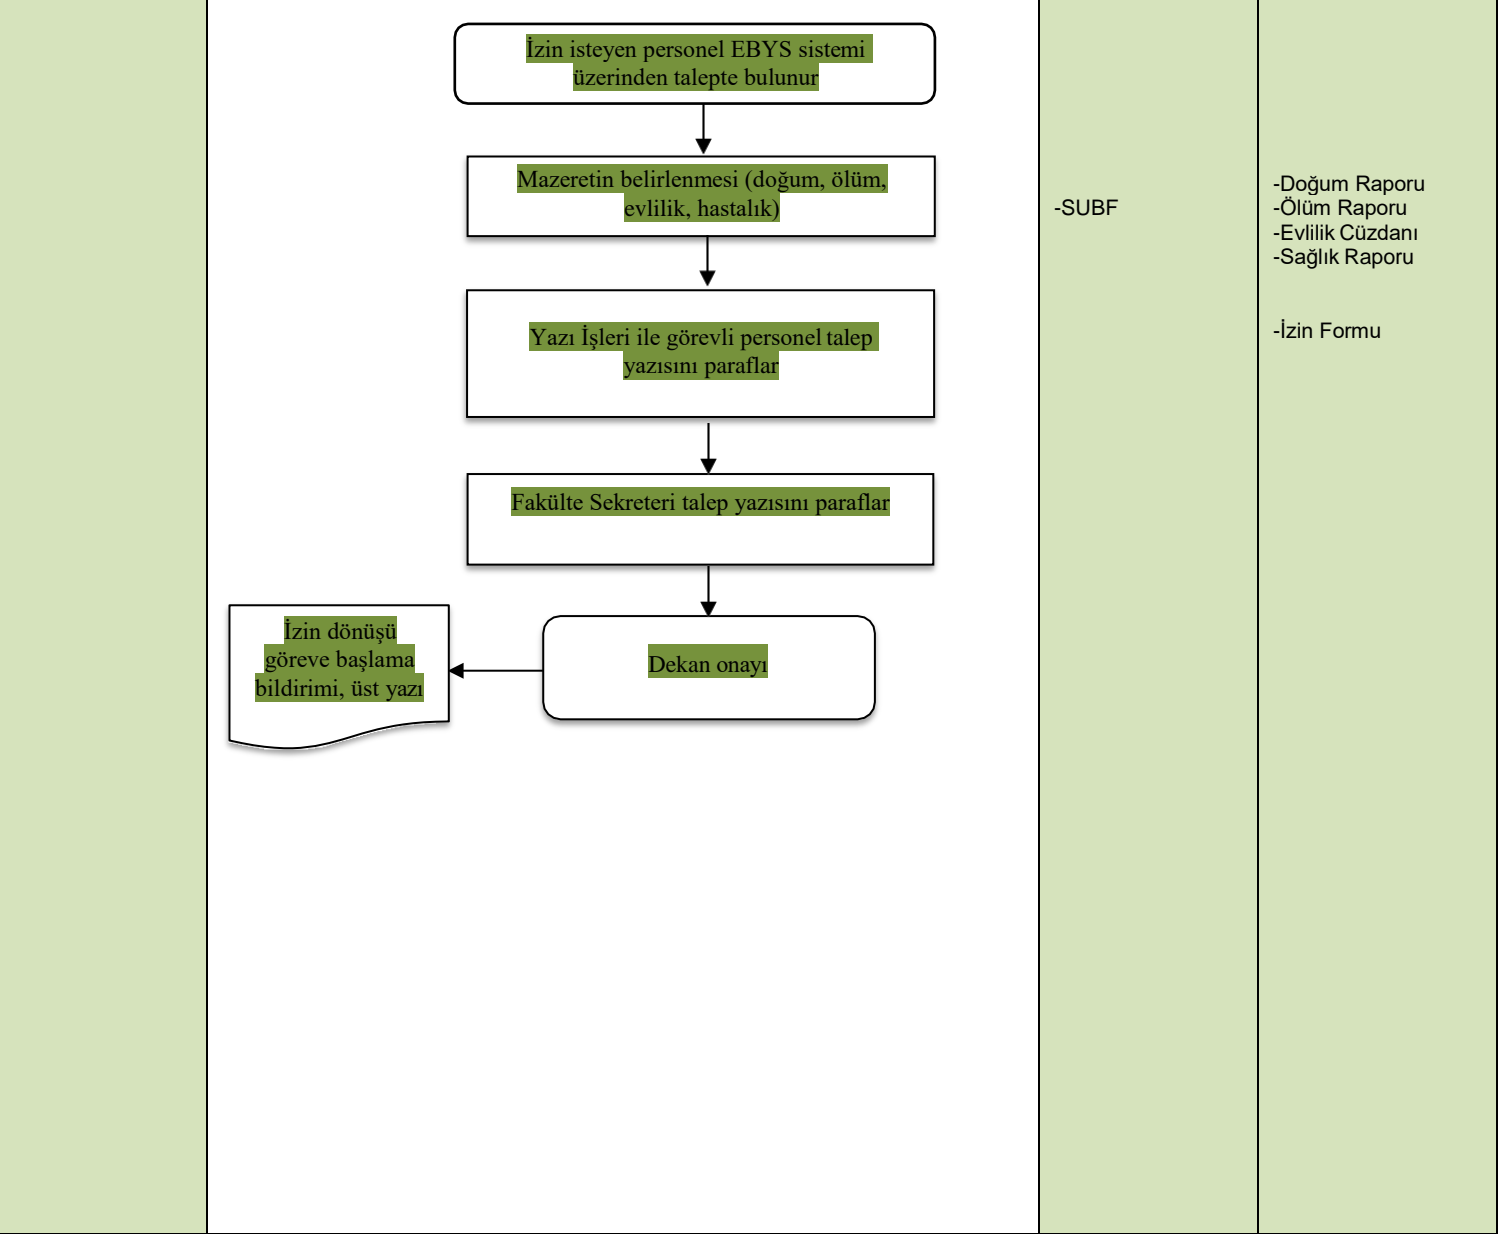 İzin isteyen personel EBYS sistemi
üzerinden talepte bulunur
Mazeretin belirlenmesi (doğum, ölüm,
evlilik, hastalık)
-SUBF
-Doğum Raporu
-Ölüm Raporu
-Evlilik Cüzdanı
-Sağlık Raporu
-İzin Formu
Yazı İşleri ile görevli personel talep
yazısını paraflar
Fakülte Sekreteri talep yazısını paraflar
Dekan onayı
İzin dönüşü
göreve başlama
bildirimi, üst yazı